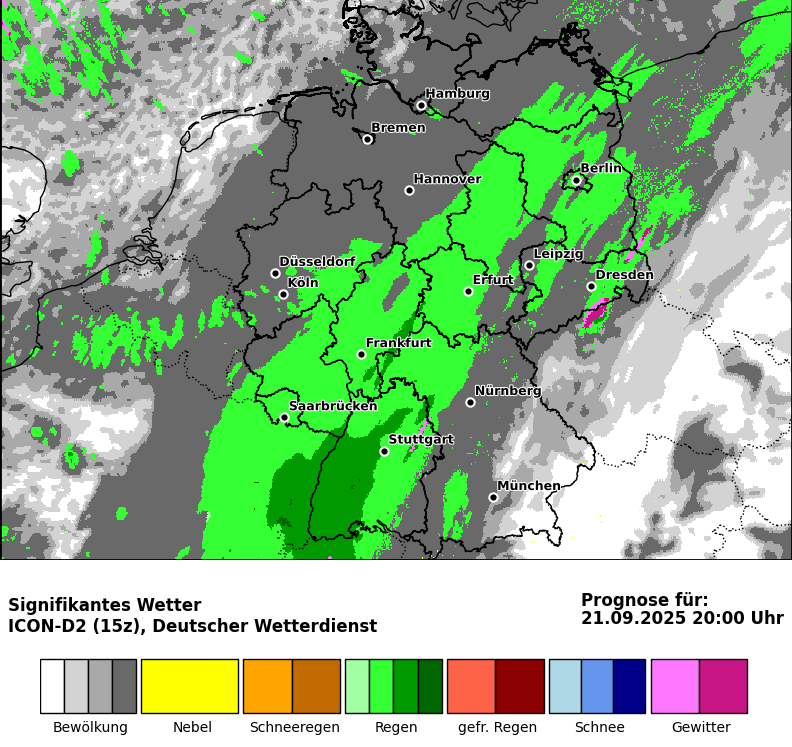 Hamburg
Bremen
Berlin
Hannover
Leipzig
Düsseldorf
Dresden
Erfurt
Köln
Frankfurt
Nürnberg
Saarbrücken
Stuttgart
München
Signifikantes Wetter
ICON-D2 (15z), Deutscher Wetterdienst
Prognose für:
21.09.2025 20:00 Uhr
Bewölkung Nebel Schneeregen Regen gefr. Regen Schnee Gewitter